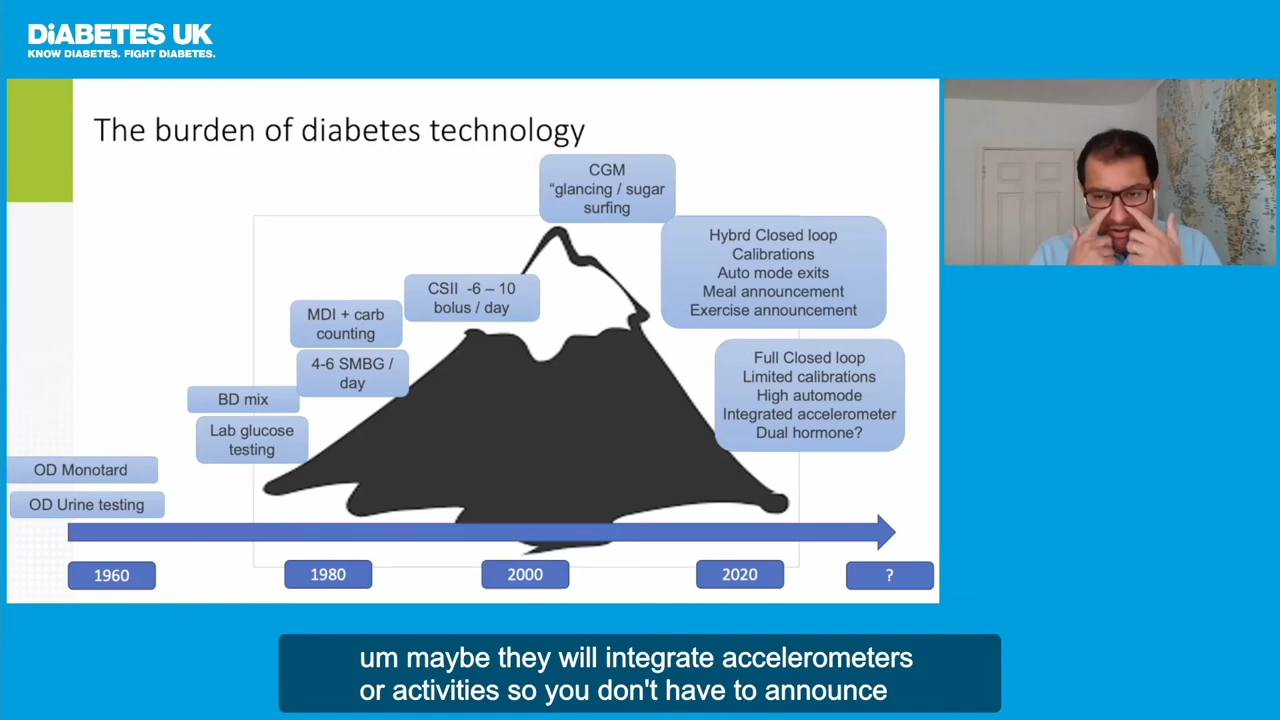 DiABETES UK
KNOW DIABETES. FIGHT DIABETES.
The burden of diabetes technology
CGM
“glancing / sugar
surfing
Hybrd Closed loop
Calibrations
Auto mode exits
Meal announcement
Exercise announcement
CSII -6 – 10
bolus / day
MDI + carb
counting
4-6 SMBG /
day
Full Closed loop
Limited calibrations
High automode
Integrated accelerometer
Dual hormone?
BD mix
Lab glucose
testing
OD Monotard
OD Urine testing
1960
1980
2000
2020
?
um maybe they will integrate accelerometers
or activities so you don't have to announce